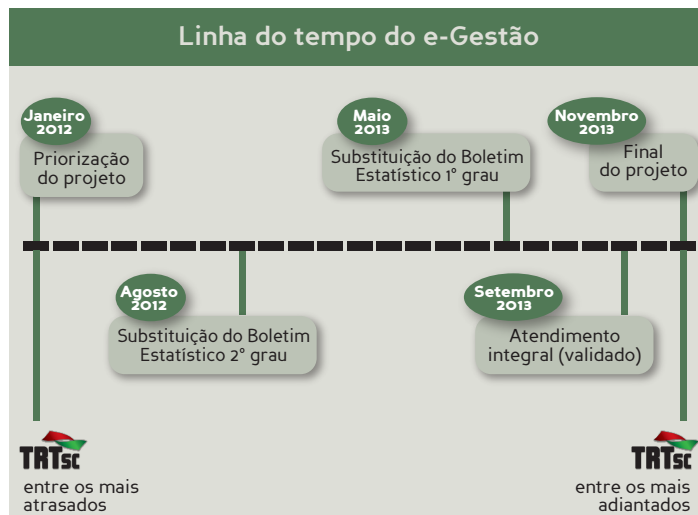 Linha do tempo do e-Gestão
Janeiro
2012
Priorização
do projeto
Maio
2013
Substituição do Boletim
Estatístico 1° grau
Novembro
2013
Final
do projeto
Agosto
2012
Substituição do Boletim
Estatístico 2° grau
Setembro
2013
Atendimento
integral (validado)
TRTSC
entre os mais
atrasados
TRTSC
entre os mais
adiantados